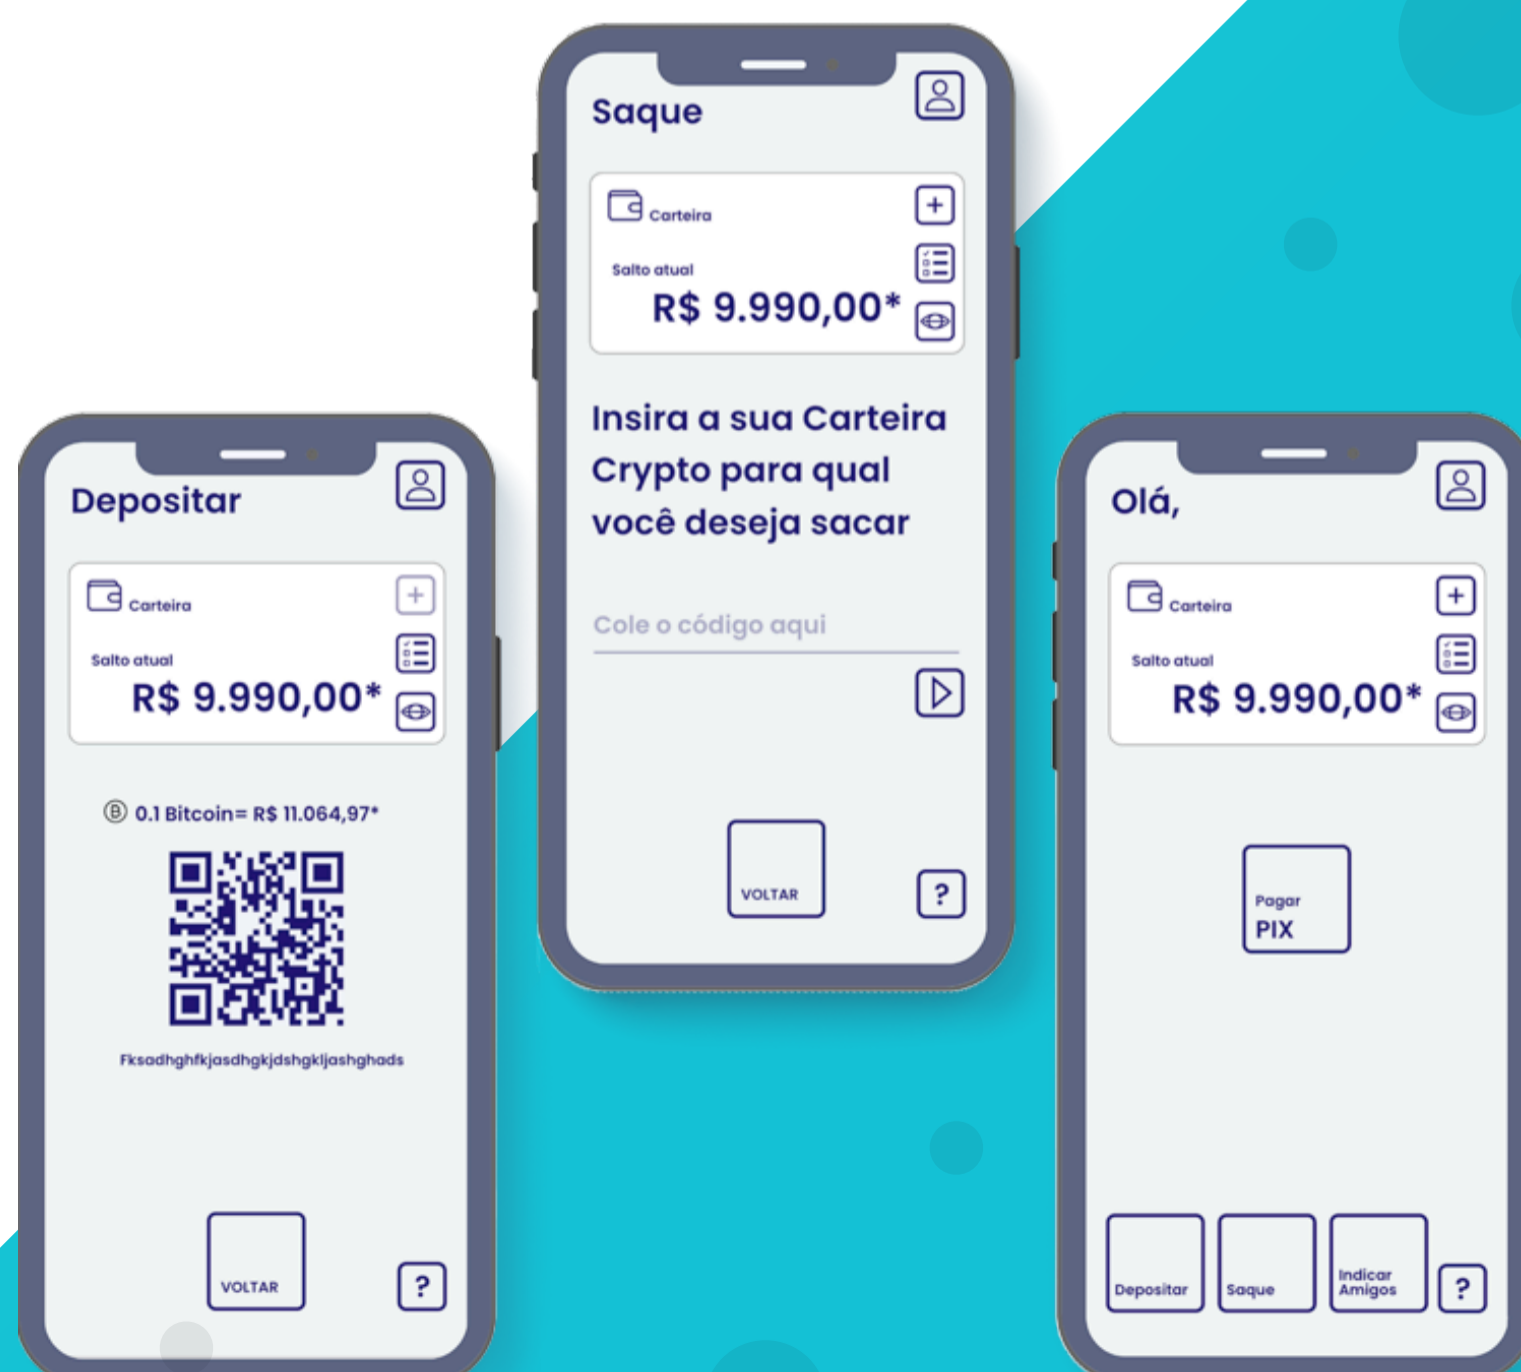 Depositar
Carteira
Salto atual
R$ 9.990,00*
0.1 Bitcoin= R$ 11.064,97*
Fksadhghfkjasdhgkjdshgkljashghads
VOLTAR
?
Saque
Carteira
Salto atual
R$ 9.990,00*
Insira a sua Carteira
Crypto para qual
você deseja sacar
Cole o código aqui
VOLTAR
?
Olá,
Carteira
Salto atual
R$ 9.990,00*
Pagar
PIX
Depositar
Saque
Indicar
Amigos
?